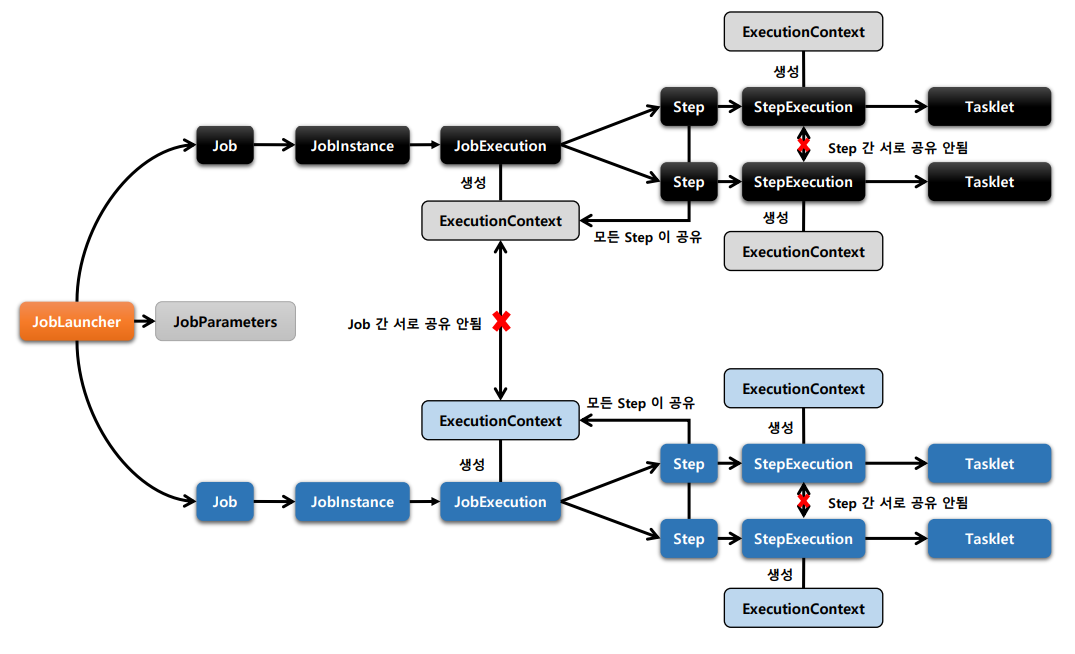 ExecutionContext
생성
Step
StepExecution
Tasklet
Job
JobInstance
JobExecution
Step 간 서로 공유 안됨
생성
Step
StepExecution
Tasklet
ExecutionContext
모든 Step 이 공유
생성
ExecutionContext
JobLauncher
JobParameters
Job 간 서로 공유 안됨
ExecutionContext
모든 Step 이 공유
ExecutionContext
생성
생성
Step
StepExecution
Tasklet
Job
JobInstance
JobExecution
Step 간 서로 공유 안됨
Step
StepExecution
Tasklet
생성
ExecutionContext